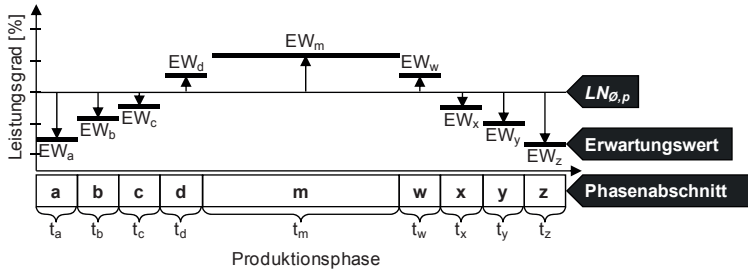 Leistungsgrad [%]
EWm
EWd
EWw
LNØ,p
EWc
EWb
EWa
EWx
EWy
EWz
Erwartungswert
a b c d m w x y z
Phasenabschnitt
ta tb tc td tm tw tx ty tz
Produktionsphase